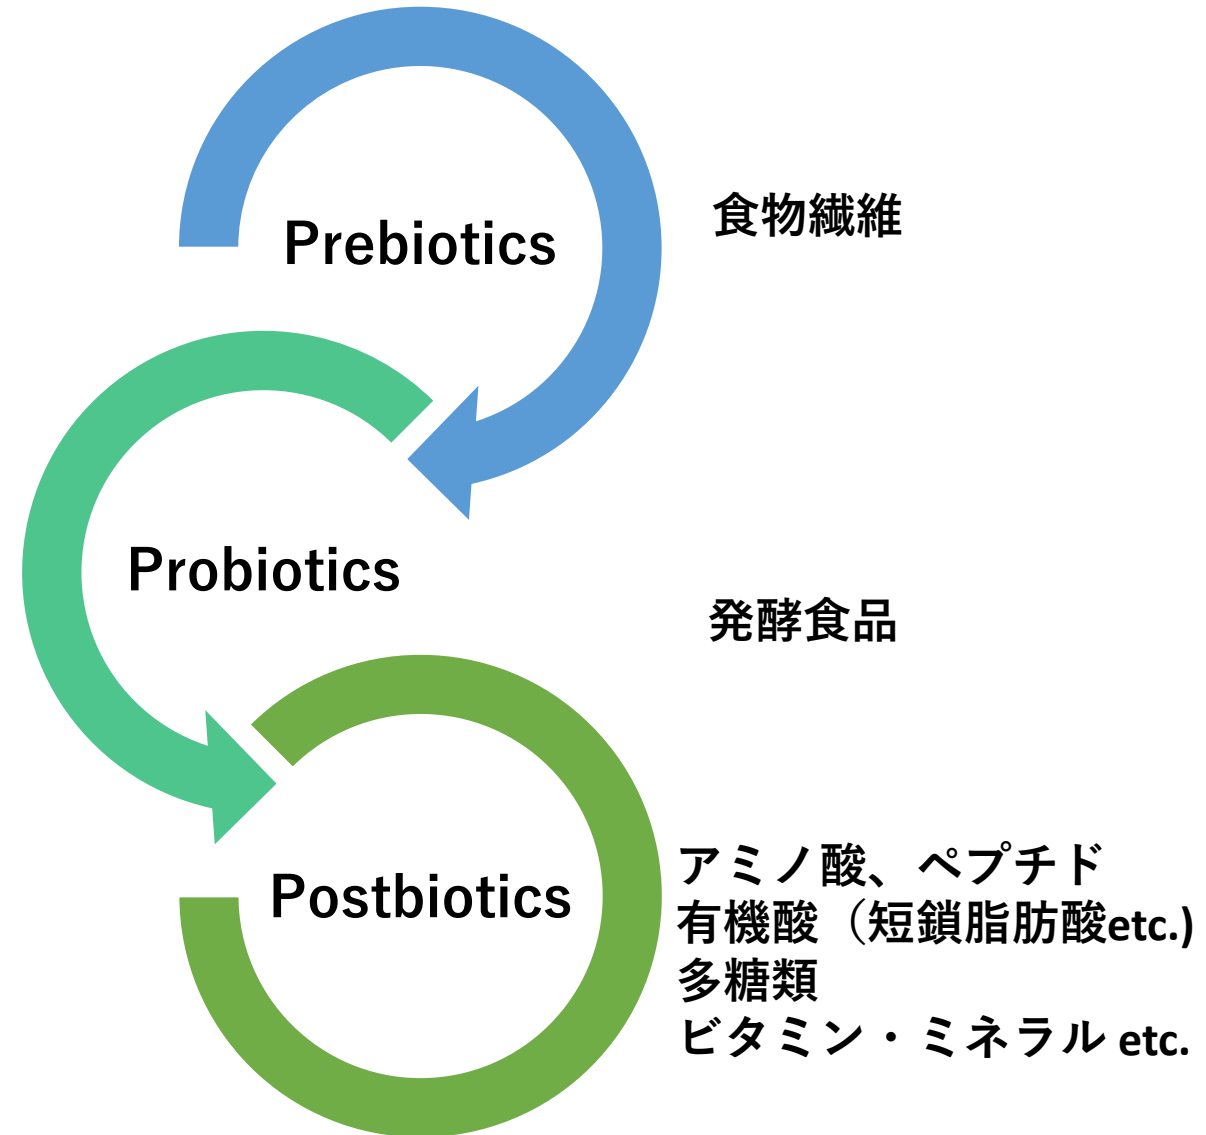 Prebiotics
食物繊維
Probiotics
発酵食品
Postbiotics
アミノ酸、ペプチド
有機酸（短鎖脂肪酸etc.)
多糖類
ビタミン・ミネラル etc.